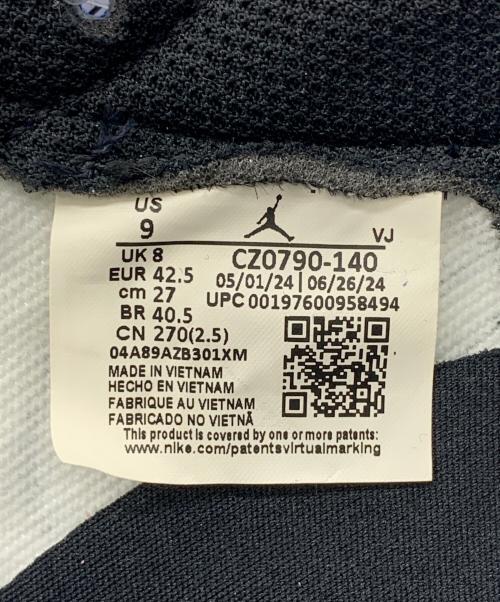 US
9
VJ
UK 8
EUR 42.5
cm 27
BR 40.5
CN 270(2.5)
04A89AZB301XM
CZ0790-140
05/01/24 | 06/26/24
UPC 00197600958494
MADE IN VIETNAM
HECHO EN VIETNAM
FABRIQUE AU VIETNAM
FABRICADO NO VIETNÃ
This product is covered by one or more patents:
www.nike.com/patentsvirtualmarking